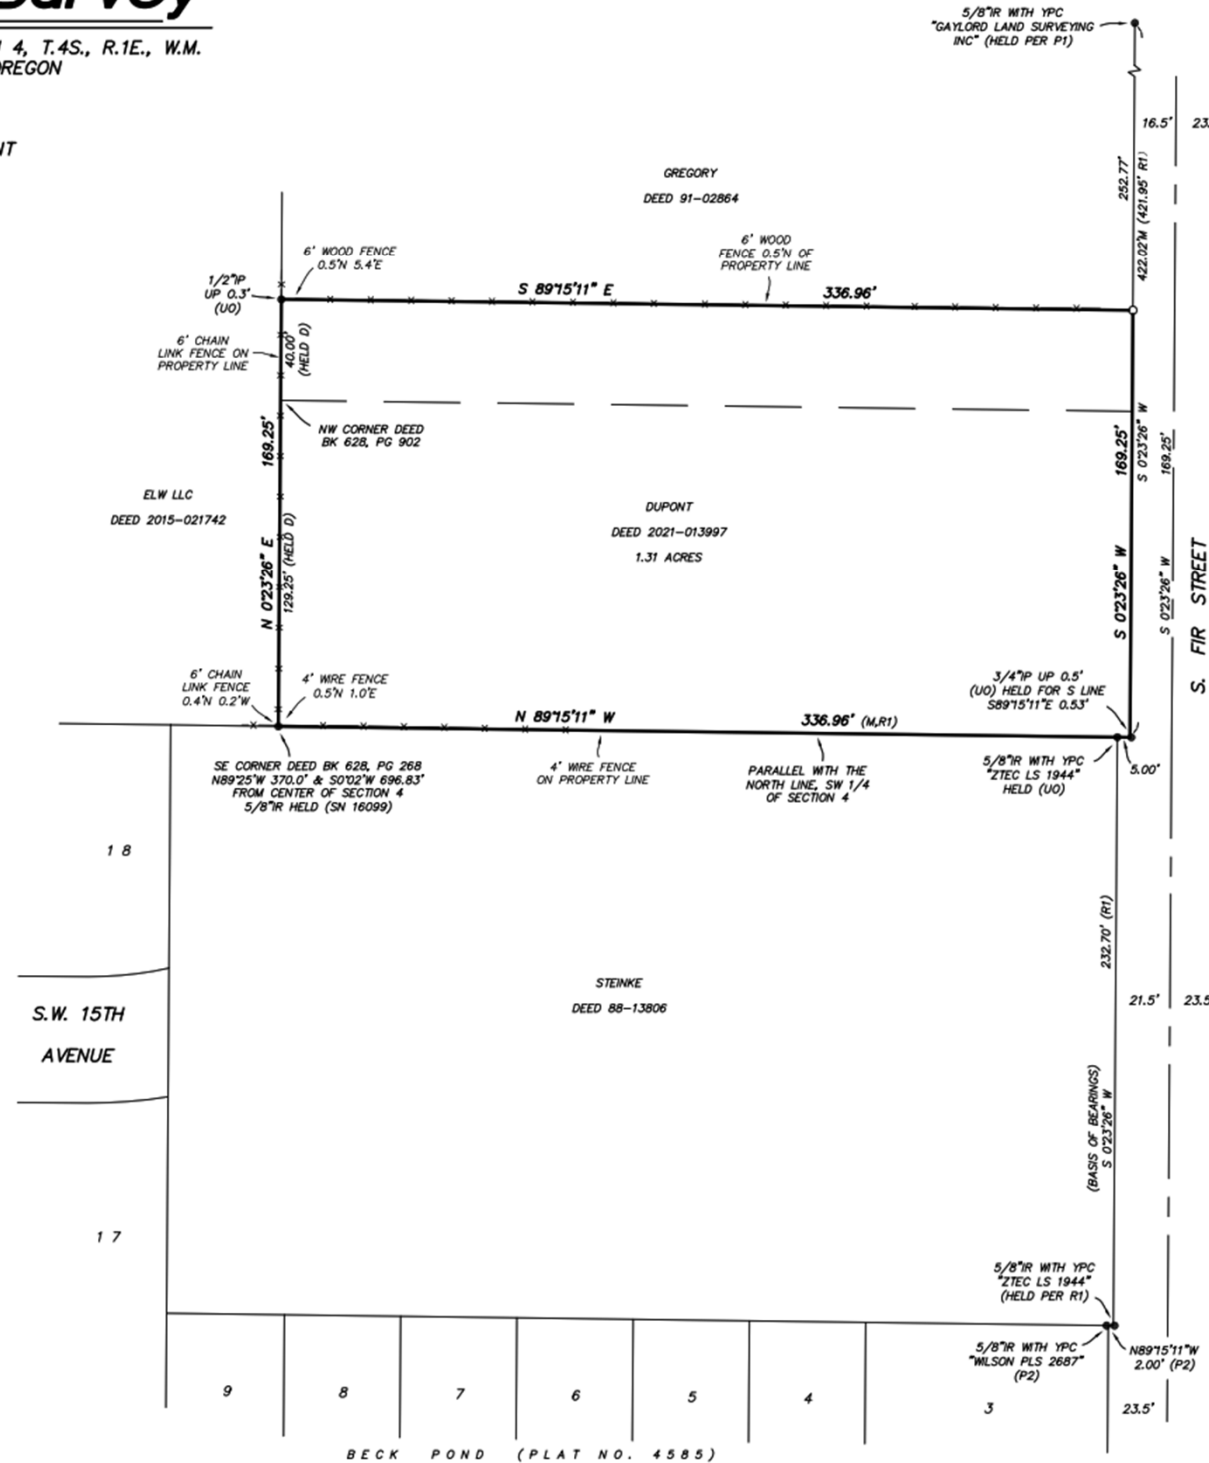 Survey
4, T.4S., R.1E., W.M.
OREGON
NT
5/8"IR WITH YPC
"GAYLORD LAND SURVEYING
INC" (HELD PER P1)
16.5'
23.
252.77'
422.02'M (421.95' R1)
GREGORY
DEED 91-02864
6' WOOD FENCE
0.5'N 5.4'E
6' WOOD
FENCE 0.5'N OF
PROPERTY LINE
1/2"IP
UP 0.3'
(UO)
S 89°15'11" E
336.96'
6' CHAIN
LINK FENCE ON
PROPERTY LINE
40.00'
(HELD D)
NW CORNER DEED
BK 628, PG 902
169.25'
169.25'
S 0°23'26" W
169.25'
ELW LLC
DEED 2015-021742
DUPONT
DEED 2021-013997
1.31 ACRES
N 0°23'26" E
129.25' (HELD D)
S 0°23'26" W
S 0°23'26" W
S. FIR STREET
6' CHAIN
LINK FENCE
0.4'N 0.2'W
4' WIRE FENCE
0.5'N 1.0'E
3/4"IP UP 0.5'
(UO) HELD FOR S LINE
S89°15'11"E 0.53'
N 89°15'11" W
336.96' (M,R1)
SE CORNER DEED BK 628, PG 268
N89°25'W 370.0' & S0°02'W 696.83'
FROM CENTER OF SECTION 4
5/8"IR HELD (SN 16099)
4' WIRE FENCE
ON PROPERTY LINE
PARALLEL WITH THE
NORTH LINE, SW 1/4
OF SECTION 4
5/8"IR WITH YPC
"ZTEC LS 1944"
HELD (UO)
5.00'
1 8
232.70' (R1)
STEINKE
DEED 88-13806
21.5'
23.5
S.W. 15TH
AVENUE
(BASIS OF BEARINGS)
S 0°23'26" W
1 7
5/8"IR WITH YPC
"ZTEC LS 1944"
(HELD PER R1)
5/8"IR WITH YPC
"WILSON PLS 2687"
(P2)
N89°15'11"W
2.00' (P2)
9
8
7
6
5
4
3
23.5'
BECK POND (PLAT NO. 4585)